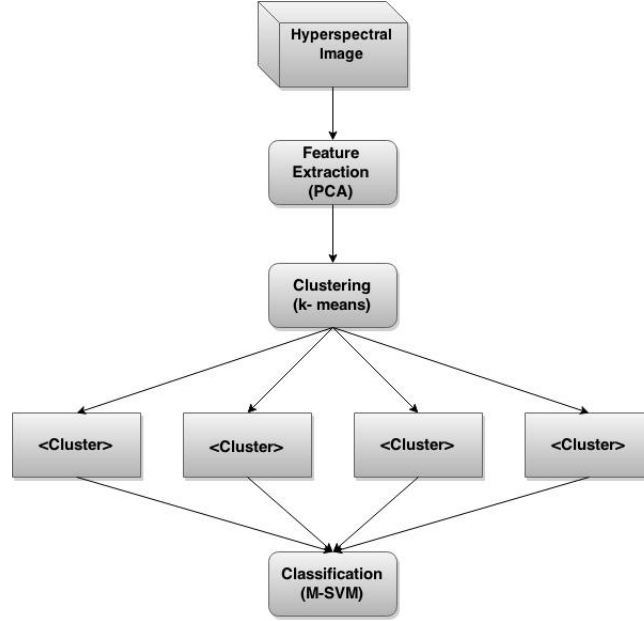 Hyperspectral
Image
Feature
Extraction
(PCA)
Clustering
(k- means)
<Cluster>
<Cluster>
<Cluster>
<Cluster>
Classification
(M-SVM)